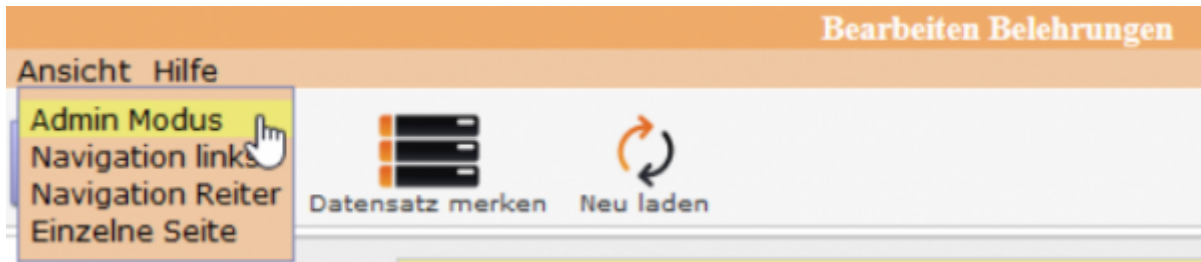 Bearbeiten Belehrungen
Ansicht Hilfe
Admin Modus
Navigation links
Navigation Reiter
Einzelne Seite
Datensatz merken
Neu laden